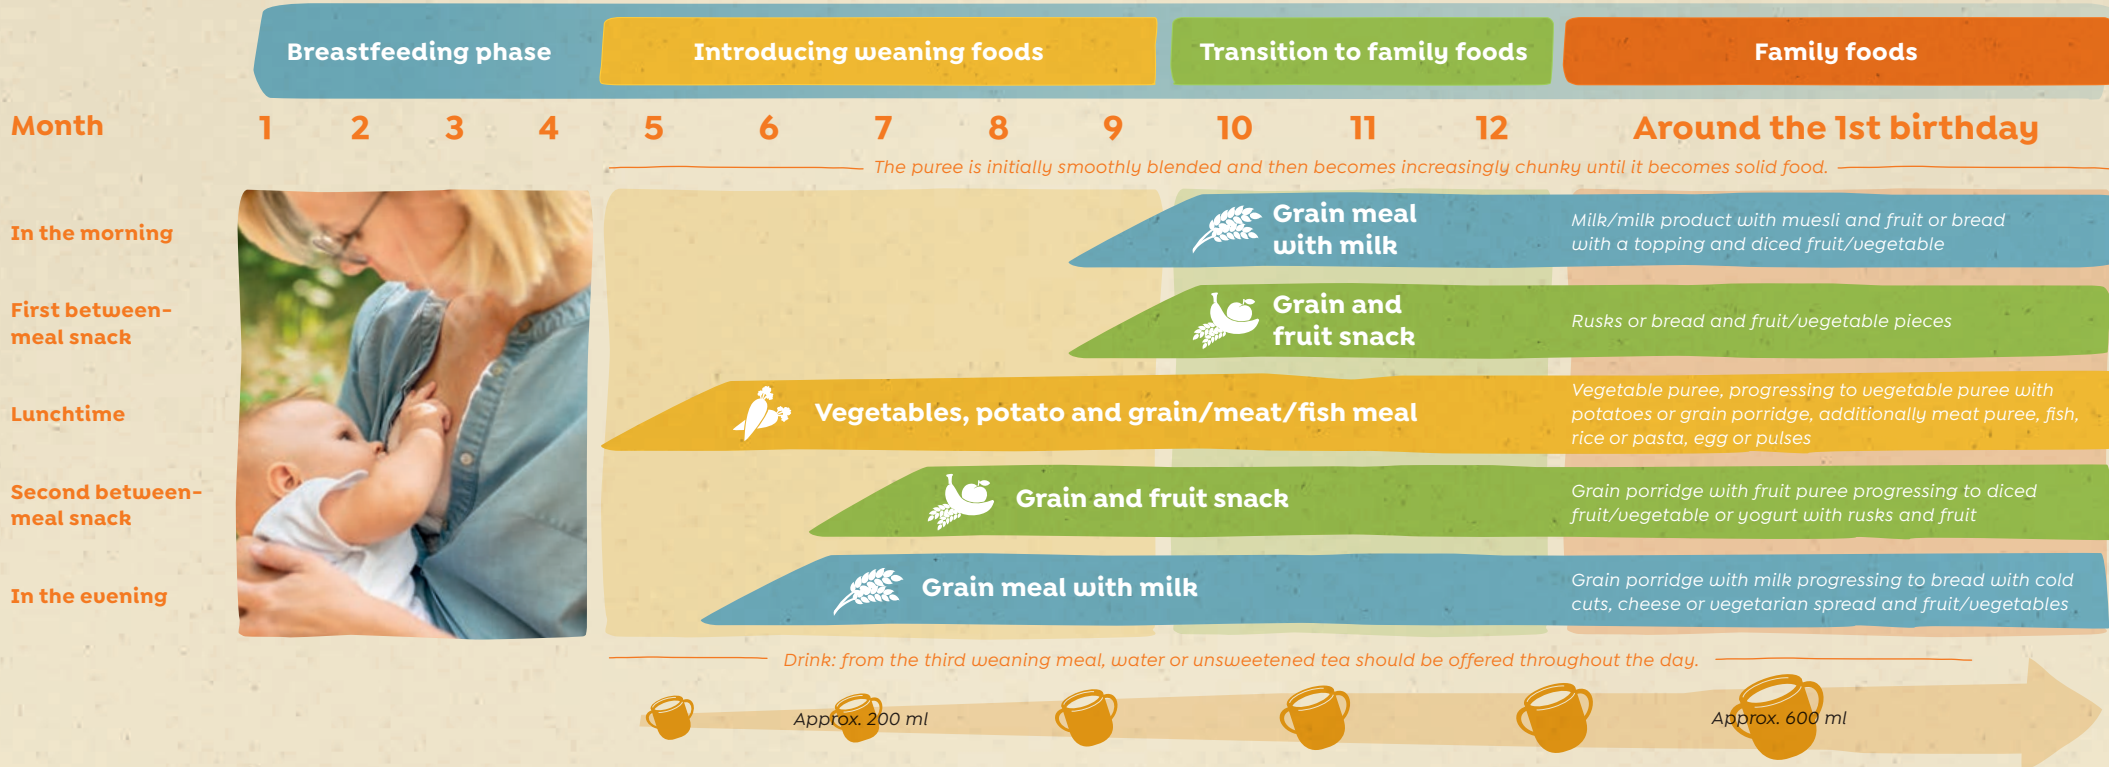 Breastfeeding phase
Introducing weaning foods
Transition to family foods
Family foods
Month
1 2 3 4 5 6 7 8 9 10 11 12 Around the 1st birthday
The puree is initially smoothly blended and then becomes increasingly chunky until it becomes solid food.
In the morning
Grain meal
with milk
Milk/milk product with muesli and fruit or bread
with a topping and diced fruit/vegetable
First between-
meal snack
Grain and
fruit snack
Rusks or bread and fruit/vegetable pieces
Lunchtime
Vegetables, potato and grain/meat/fish meal
Vegetable puree, progressing to vegetable puree with
potatoes or grain porridge, additionally meat puree, fish,
rice or pasta, egg or pulses
Second between-
meal snack
Grain and fruit snack
Grain porridge with fruit puree progressing to diced
fruit/vegetable or yogurt with rusks and fruit
In the evening
Grain meal with milk
Grain porridge with milk progressing to bread with cold
cuts, cheese or vegetarian spread and fruit/vegetables
Drink: from the third weaning meal, water or unsweetened tea should be offered throughout the day.
Approx. 200 ml
Approx. 600 ml